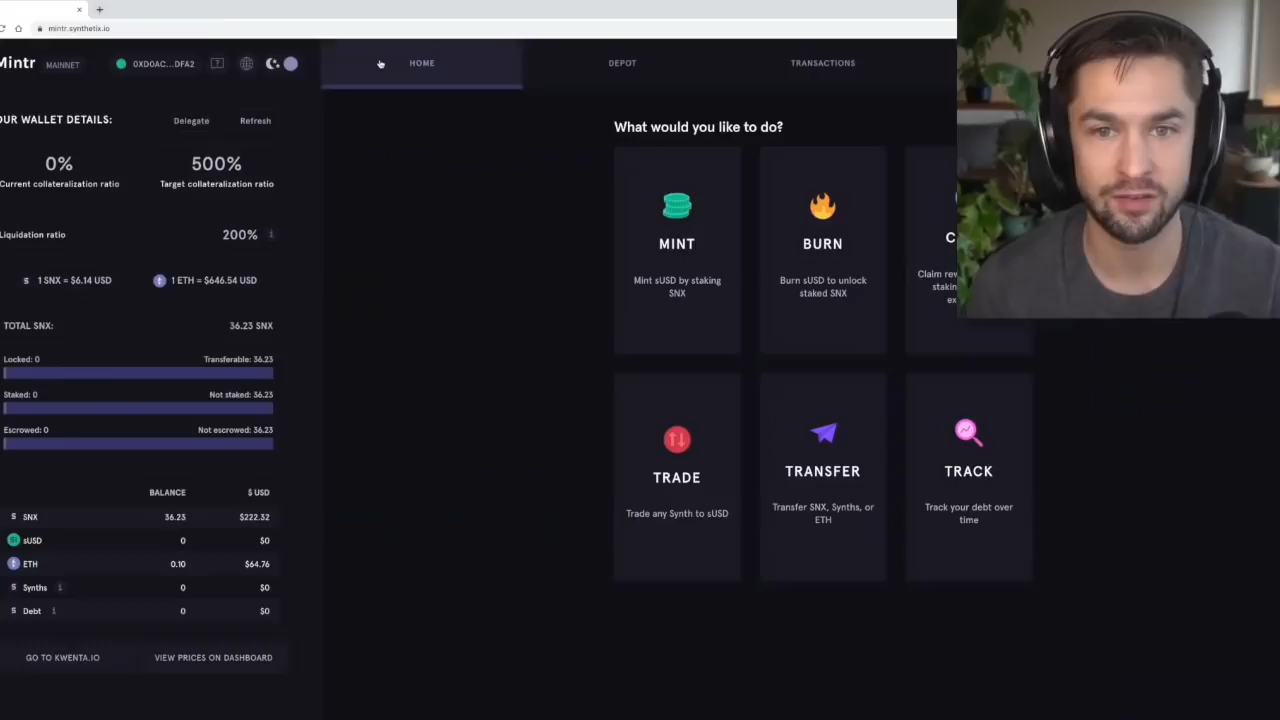 mintr.synthetix.io
Mintr MAINNET 0XD0AC...DFA2
HOME DEPOT TRANSACTIONS
OUR WALLET DETAILS: Delegate Refresh
0% 500%
Current collateralization ratio Target collateralization ratio
Liquidation ratio 200%
1 SNX = $6.14 USD 1 ETH = $646.54 USD
TOTAL SNX: 36.23 SNX
Locked: 0 Transferable: 36.23
Staked: 0 Not staked: 36.23
Escrowed: 0 Not escrowed: 36.23
BALANCE $ USD
SNX 36.23 $222.32
sUSD 0 $0
ETH 0.10 $64.76
Synths 0 $0
Debt 0 $0
GO TO KWENTA.IO VIEW PRICES ON DASHBOARD
What would you like to do?
MINT
Mint sUSD by staking
SNX
BURN
Burn sUSD to unlock
staked SNX
C
Claim
TRADE
Trade any Synth to sUSD
TRANSFER
Transfer SNX, Synths, or
ETH
TRACK
Track your debt over
time